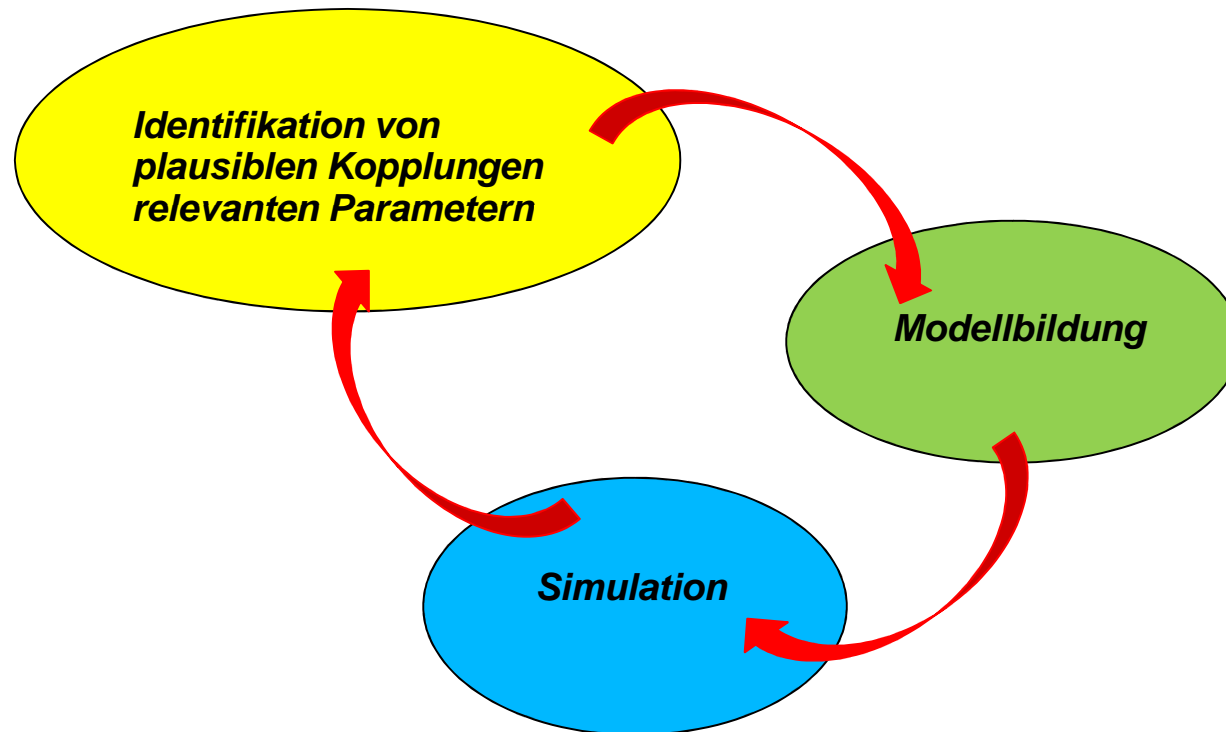 Identifikation von
plausiblen Kopplungen
relevanten Parametern
Modellbildung
Simulation